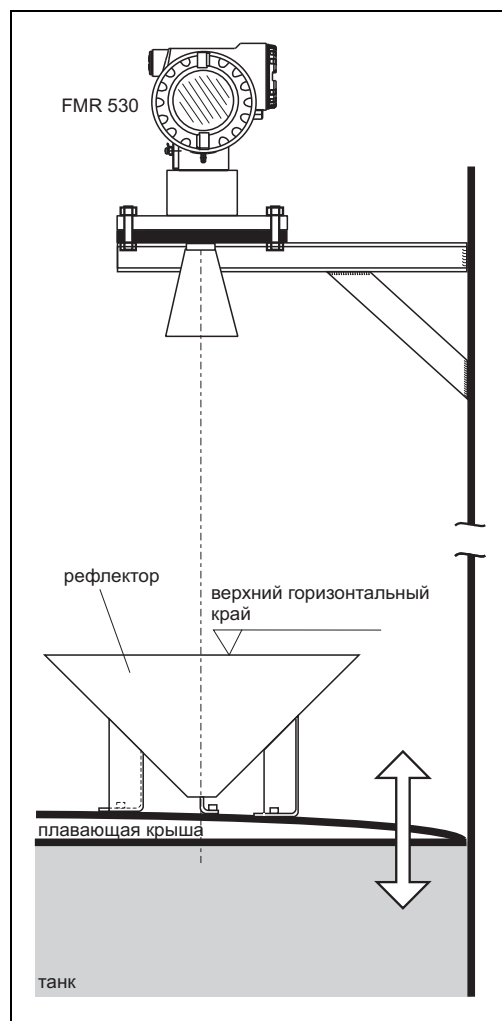 FMR 530
рефлектор
верхний горизонтальный
край
плавающая крыша
танк